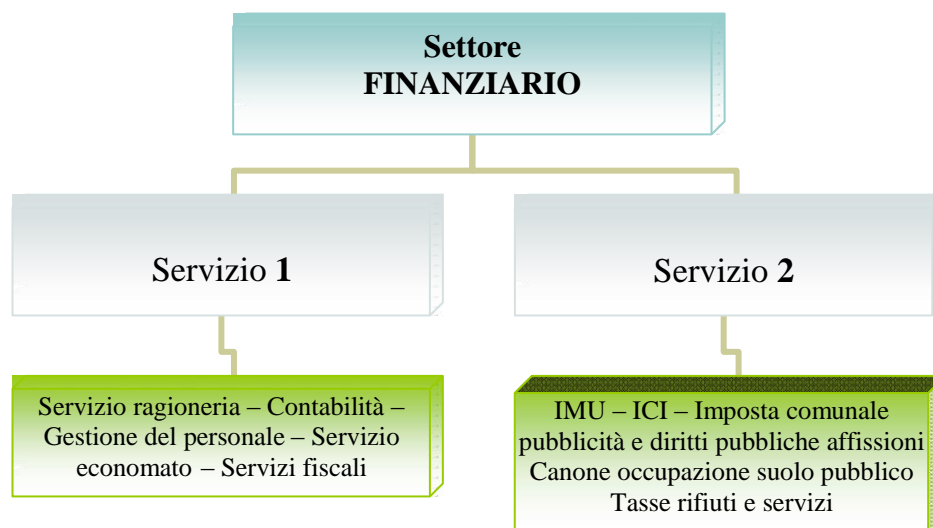 Settore
FINANZIARIO
Servizio 1
Servizio 2
Servizio ragioneria – Contabilità –
Gestione del personale – Servizio
economato – Servizi fiscali
IMU – ICI – Imposta comunale
pubblicità e diritti pubbliche affissioni
Canone occupazione suolo pubblico
Tasse rifiuti e servizi